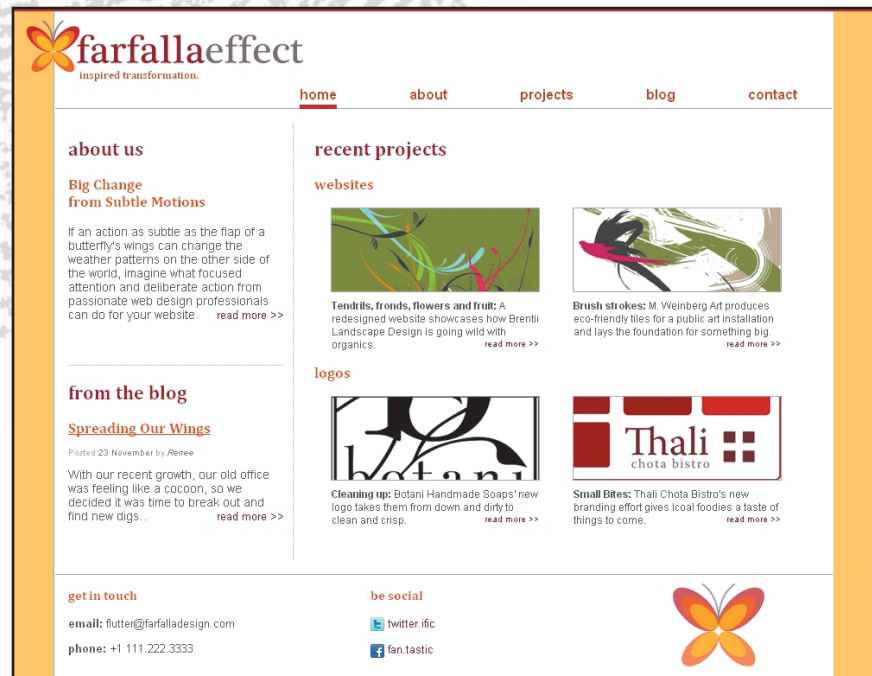 farfallaeffect
inspired transformation.
home about projects blog contact
about us
Big Change
from Subtle Motions
If an action as subtle as the flap of a
butterfly's wings can change the
weather patterns on the other side of
the world, imagine what focused
attention and deliberate action from
passionate web design professionals
can do for your website. read more >>
from the blog
Spreading Our Wings
Posted 23 November by Renee
With our recent growth, our old office
was feeling like a cocoon, so we
decided it was time to break out and
find new digs... read more >>
recent projects
websites
Tendrils, fronds, flowers and fruit: A
redesigned website showcases how Brentii
Landscape Design is going wild with
organics. read more >>
Brush strokes: M. Weinberg Art produces
eco-friendly tiles for a public art installation
and lays the foundation for something big.
read more >>
logos
botani
Cleaning up: Botani Handmade Soaps' new
logo takes them from down and dirty to
clean and crisp. read more >>
Thali
chota bistro
Small Bites: Thali Chota Bistro's new
branding effort gives lcoal foodies a taste of
things to come. read more >>
get in touch
email: flutter@farfalladesign.com
phone: +1 111.222.3333
be social
twitter.ific
fan.tastic